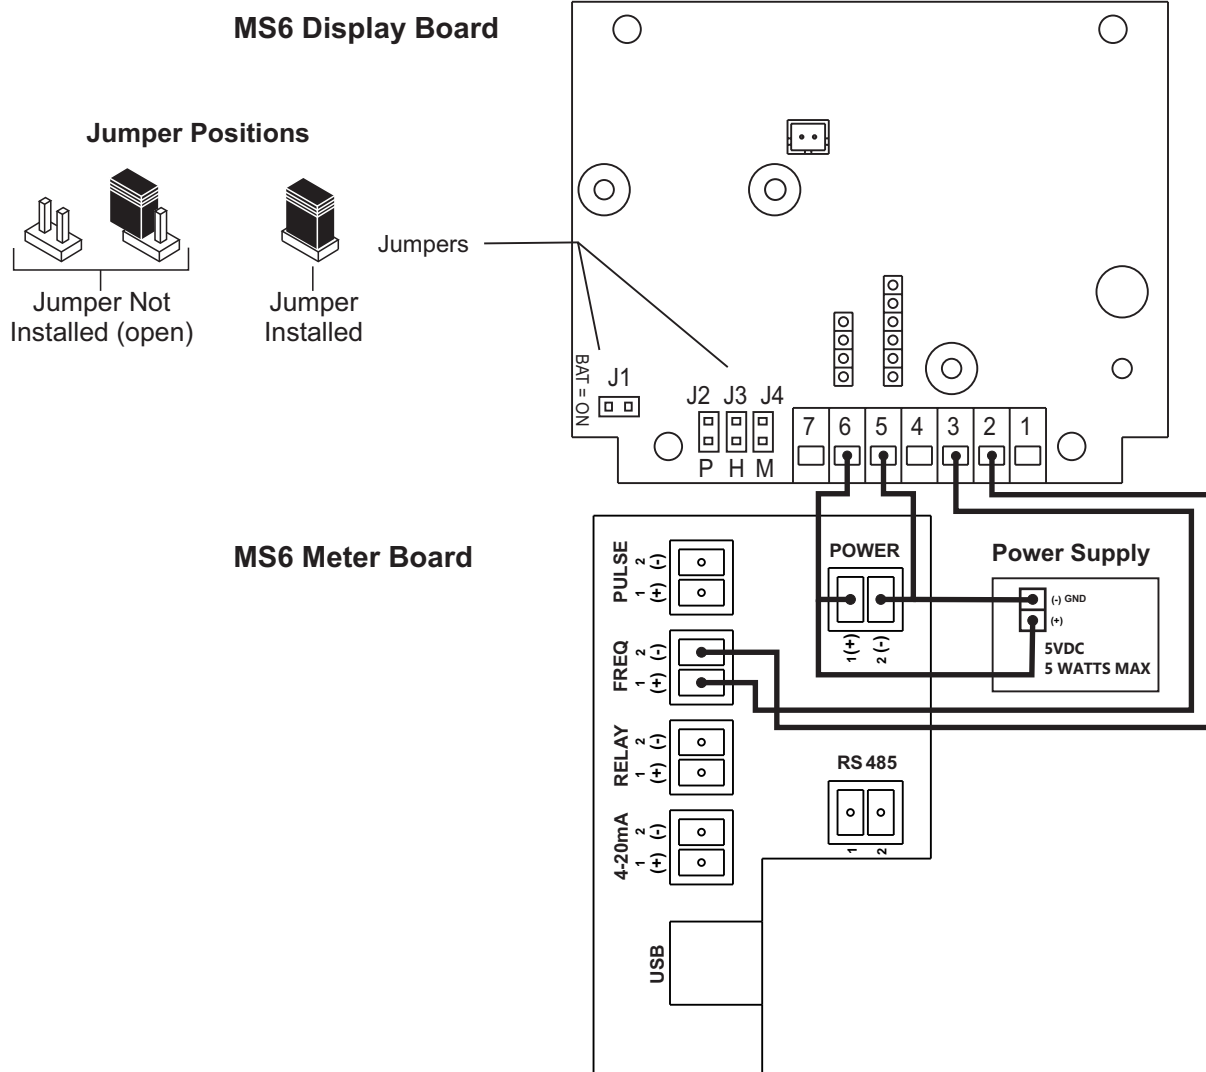 MS6 Display Board
Jumper Positions
Jumper Not
Installed (open)
Jumper
Installed
Jumpers
BAT = ON
J1
J2 J3 J4
P H M
7 6 5 4 3 2 1
MS6 Meter Board
PULSE
1 (+)
2 (-)
FREQ
1 (+)
2 (-)
RELAY
1 (+)
2 (-)
4-20mA
1 (+)
2 (-)
USB
POWER
1 (+)
2 (-)
RS 485
1
2
Power Supply
(-) GND
(+)
5VDC
5 WATTS MAX